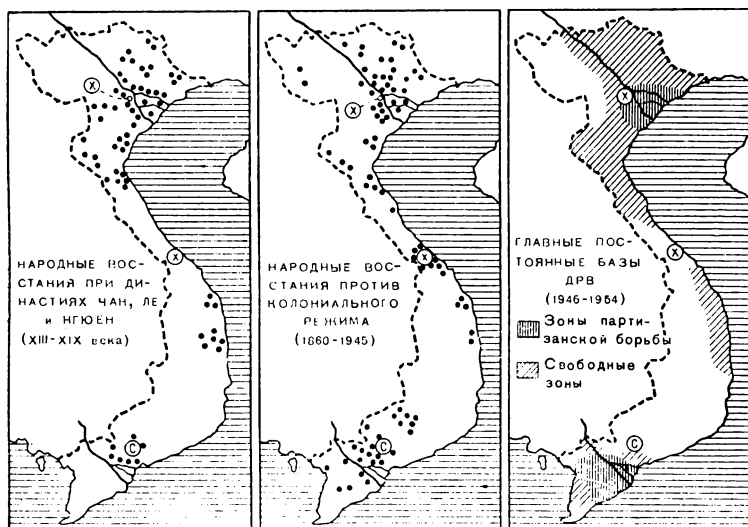 НАРОДНЫЕ ВОС-
СТАНИЯ ПРИ ДИ-
НАСТИЯХ ЧАН, ЛЕ
и НГЮЕН
(XIII-XIX века)
X
X
C
НАРОДНЫЕ ВОС-
СТАНИЯ ПРОТИВ
КОЛОНИАЛЬНОГО
РЕЖИМА
(1860-1945)
X
X
C
ГЛАВНЫЕ ПОС-
ТОЯННЫЕ БАЗЫ
ДРВ
(1946-1954)
Зоны парти-
занской борьбы
Свободные
зоны
X
X
C